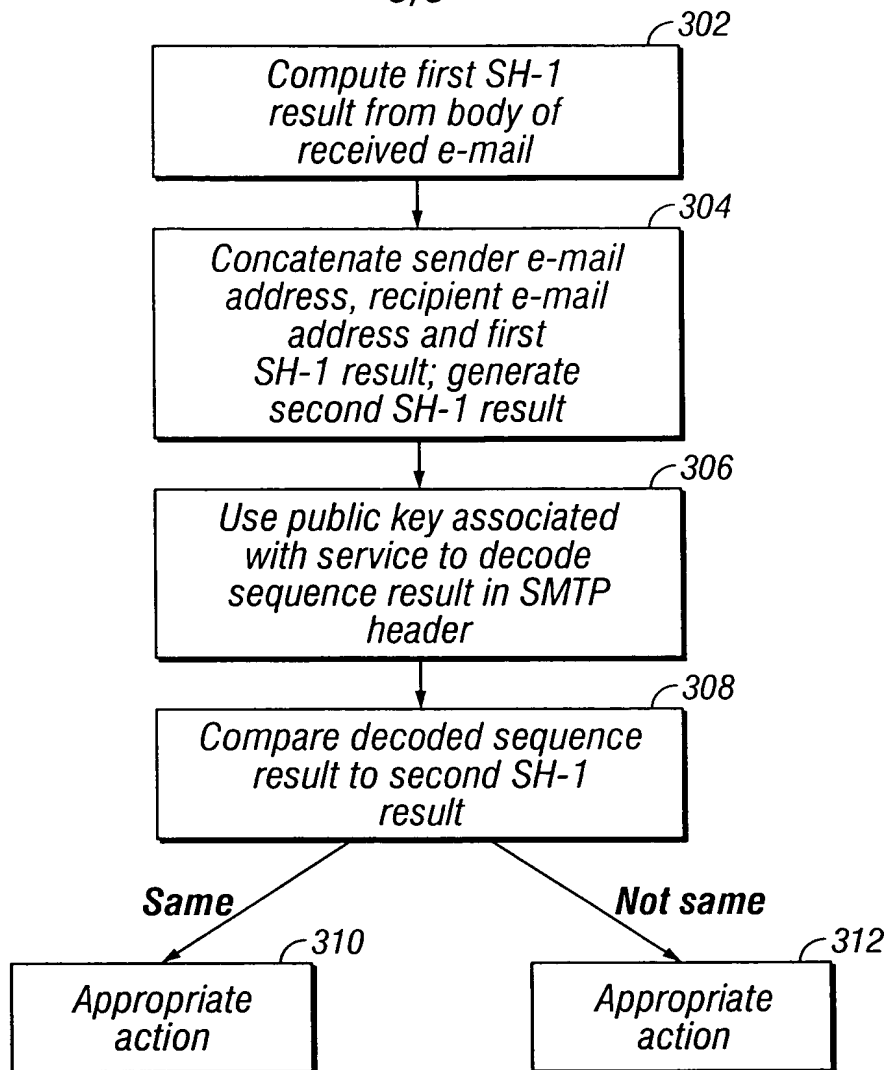 302
Compute first SH-1
result from body of
received e-mail
304
Concatenate sender e-mail
address, recipient e-mail
address and first
SH-1 result; generate
second SH-1 result
306
Use public key associated
with service to decode
sequence result in SMTP
header
308
Compare decoded sequence
result to second SH-1
result
Same
Not same
310
Appropriate
action
312
Appropriate
action